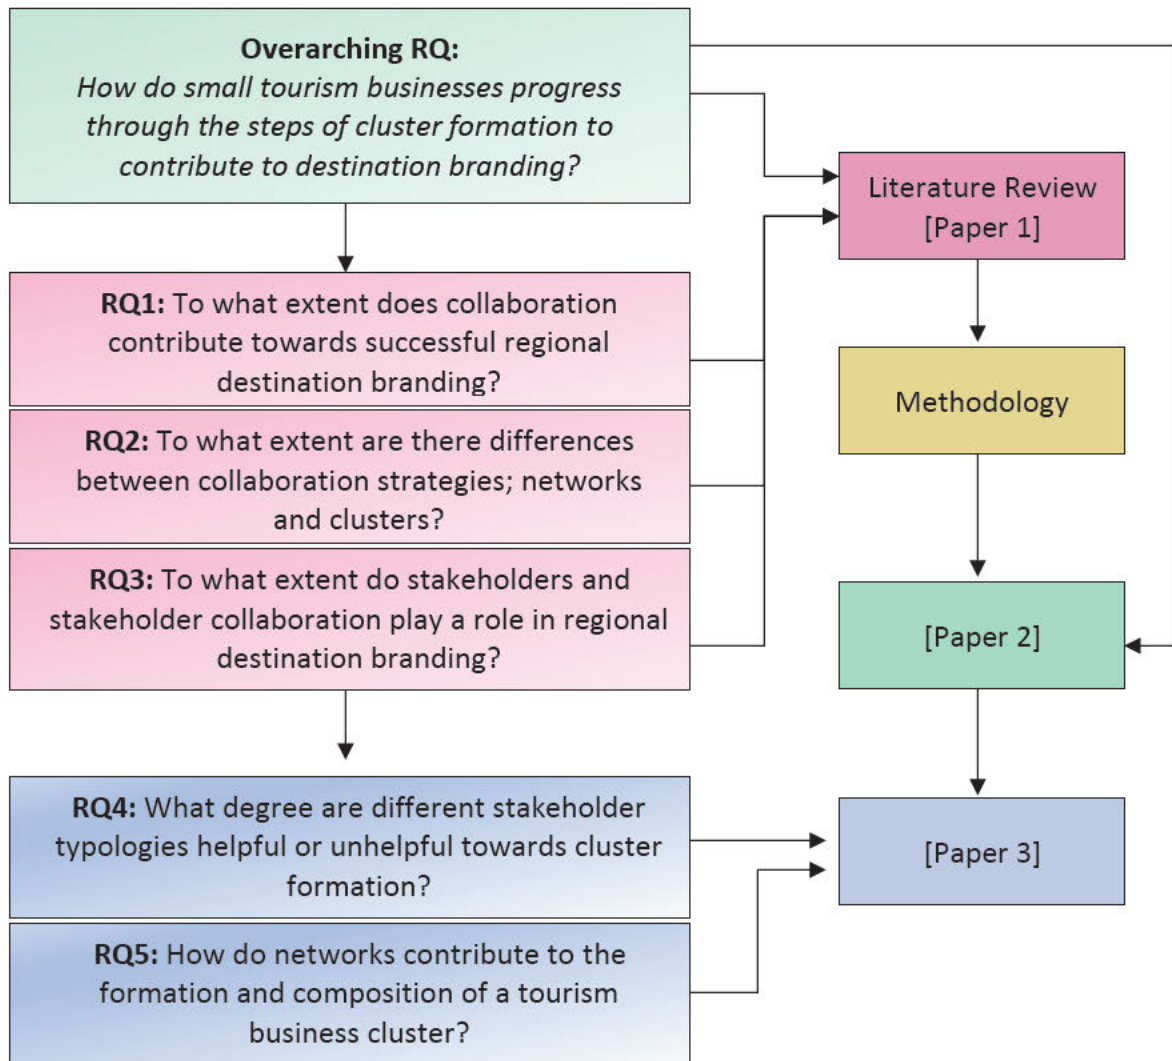 Overarching RQ:
How do small tourism businesses progress
through the steps of cluster formation to
contribute to destination branding?
RQ1: To what extent does collaboration
contribute towards successful regional
destination branding?
RQ2: To what extent are there differences
between collaboration strategies; networks
and clusters?
RQ3: To what extent do stakeholders and
stakeholder collaboration play a role in regional
destination branding?
RQ4: What degree are different stakeholder
typologies helpful or unhelpful towards cluster
formation?
RQ5: How do networks contribute to the
formation and composition of a tourism
business cluster?
Literature Review
[Paper 1]
Methodology
[Paper 2]
[Paper 3]